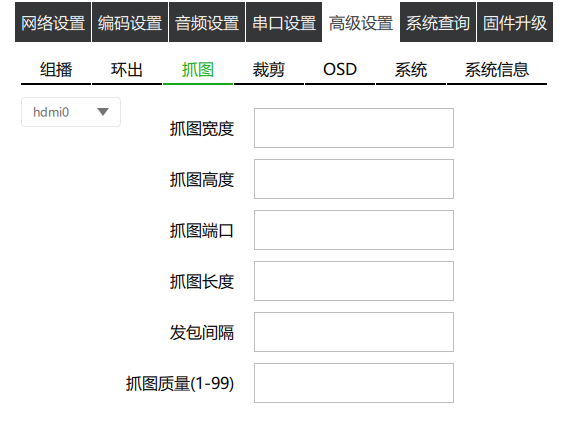 网络设置 编码设置 音频设置 串口设置 高级设置 系统查询 固件升级
组播 环出 抓图 裁剪 OSD 系统 系统信息
hdmi0
抓图宽度
抓图高度
抓图端口
抓图长度
发包间隔
抓图质量(1-99)